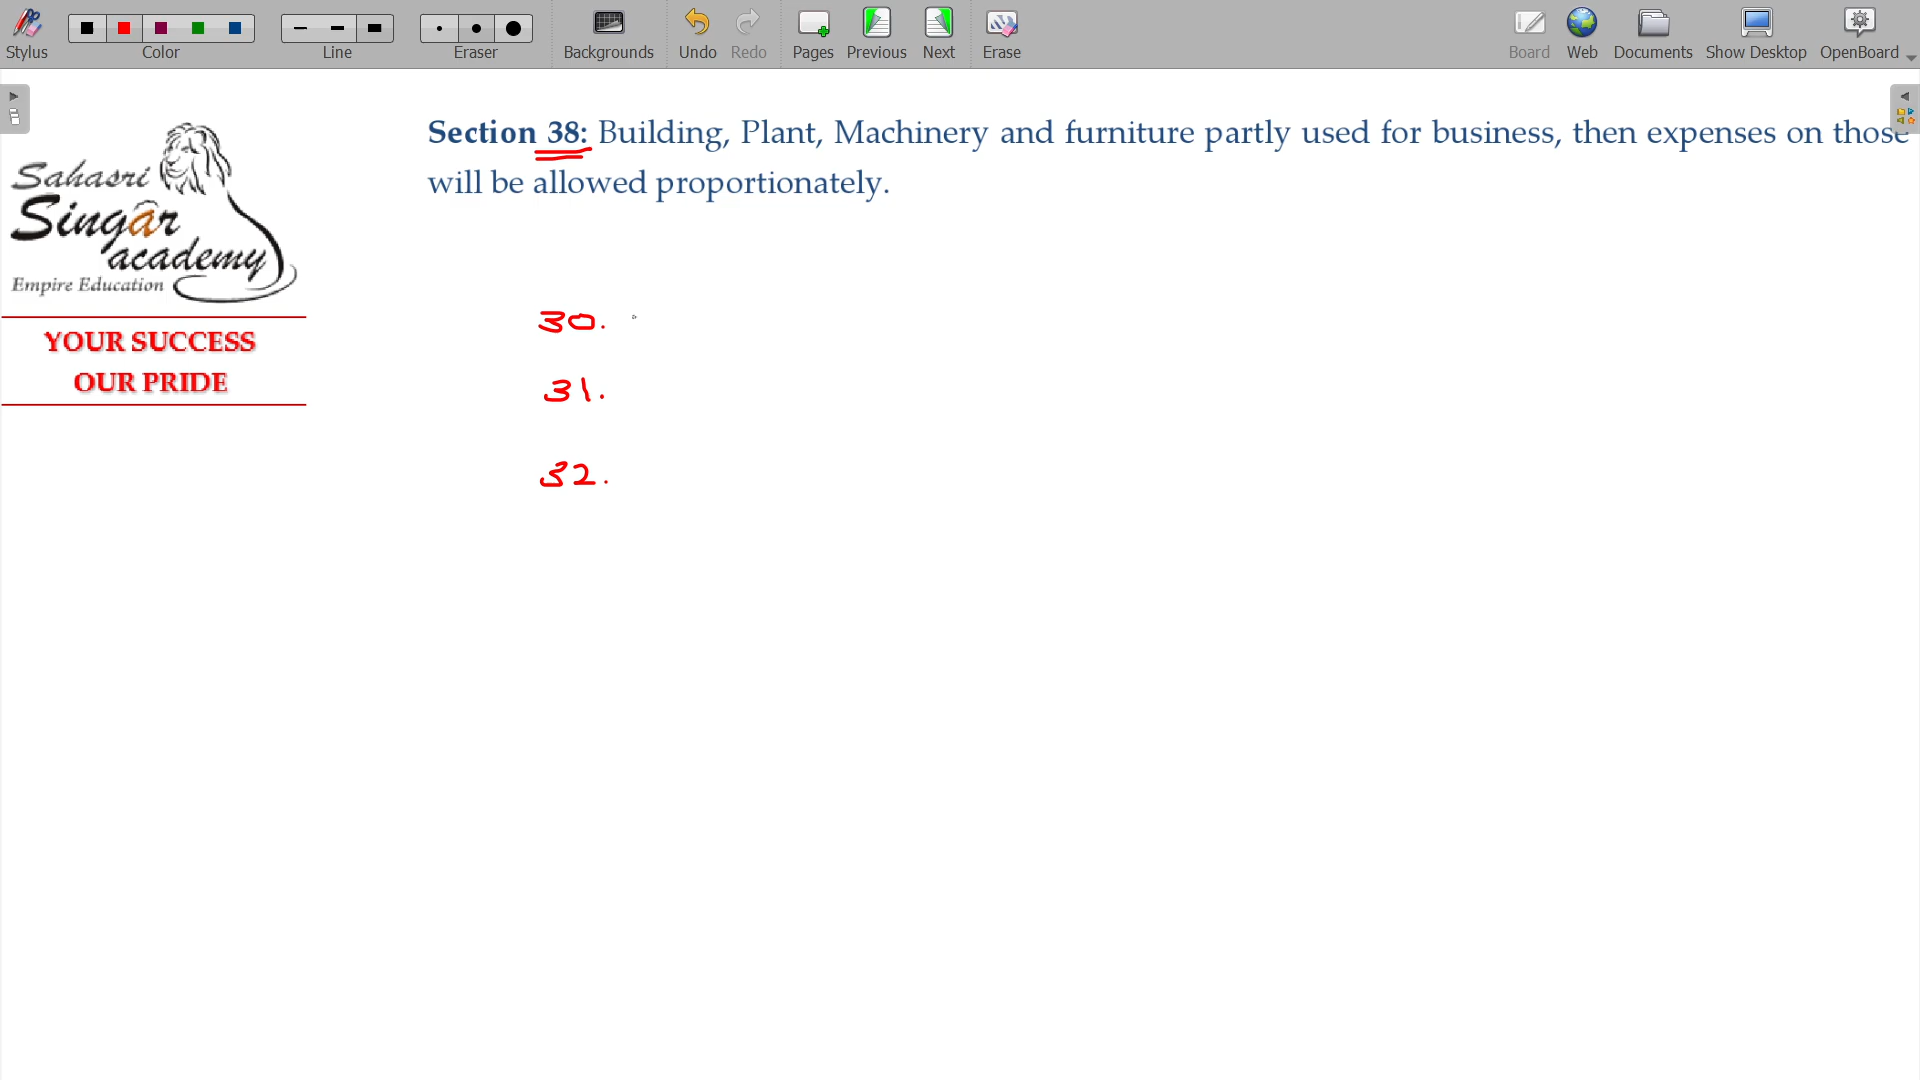 Stylus
Color
Line
Eraser
Backgrounds
Undo
Redo
Pages
Previous
Next
Erase
Board
Web
Documents
Show Desktop
OpenBoard
Sahasri
Singar
academy
Empire Education
YOUR SUCCESS
OUR PRIDE
Section 38: Building, Plant, Machinery and furniture partly used for business, then expenses on those
will be allowed proportionately.
30.
31.
32.